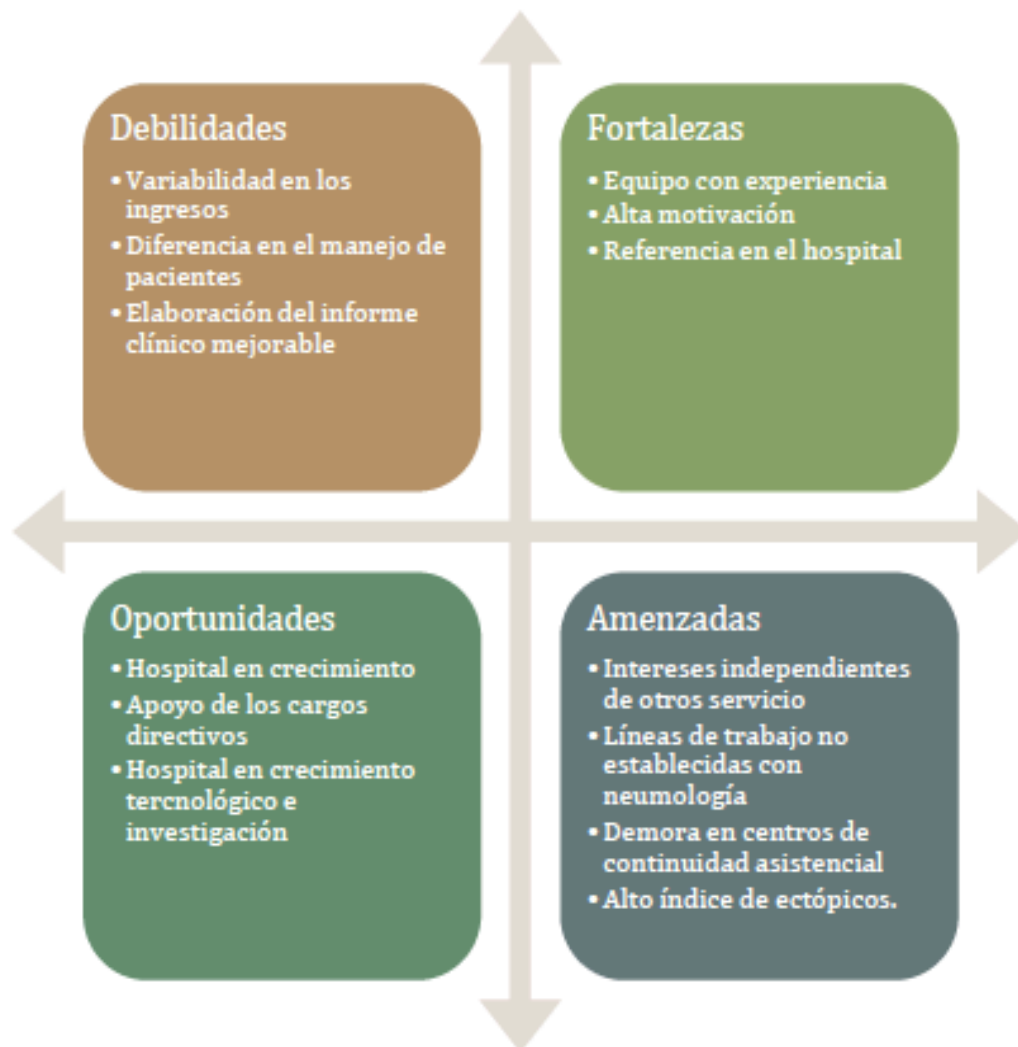 Debilidades
• Variabilidad en los
ingresos
• Diferencia en el manejo de
pacientes
• Elaboración del informe
clínico mejorable
Fortalezas
• Equipo con experiencia
• Alta motivación
• Referencia en el hospital
Oportunidades
• Hospital en crecimiento
• Apoyo de los cargos
directivos
• Hospital en crecimiento
tercnológico e
investigación
Amenzadas
• Intereses independientes
de otros servicio
• Líneas de trabajo no
establecidas con
neumología
• Demora en centros de
continuidad asistencial
• Alto índice de ectópicos.